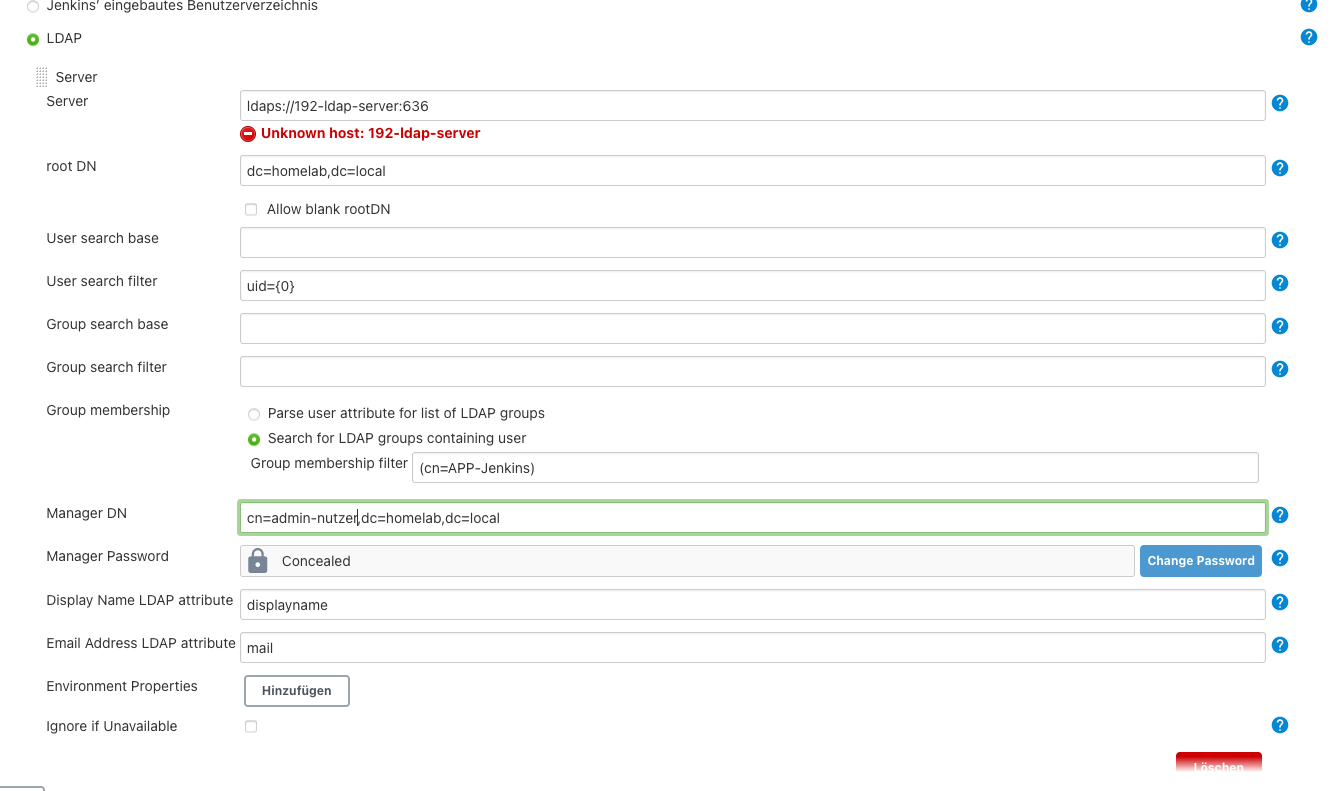 Jenkins' eingebautes Benutzerverzeichnis
?
LDAP
?
Server
Server
ldaps://192-ldap-server:636
?
Unknown host: 192-ldap-server
root DN
dc=homelab,dc=local
?
Allow blank rootDN
User search base
?
User search filter
uid={0}
?
Group search base
?
Group search filter
?
Group membership
Parse user attribute for list of LDAP groups
Search for LDAP groups containing user
Group membership filter
(cn=APP-Jenkins)
Manager DN
cn=admin-nutzer,dc=homelab,dc=local
?
Manager Password
Concealed
Change Password
?
Display Name LDAP attribute
displayname
?
Email Address LDAP attribute
mail
?
Environment Properties
Hinzufügen
Ignore if Unavailable
?
Löschen